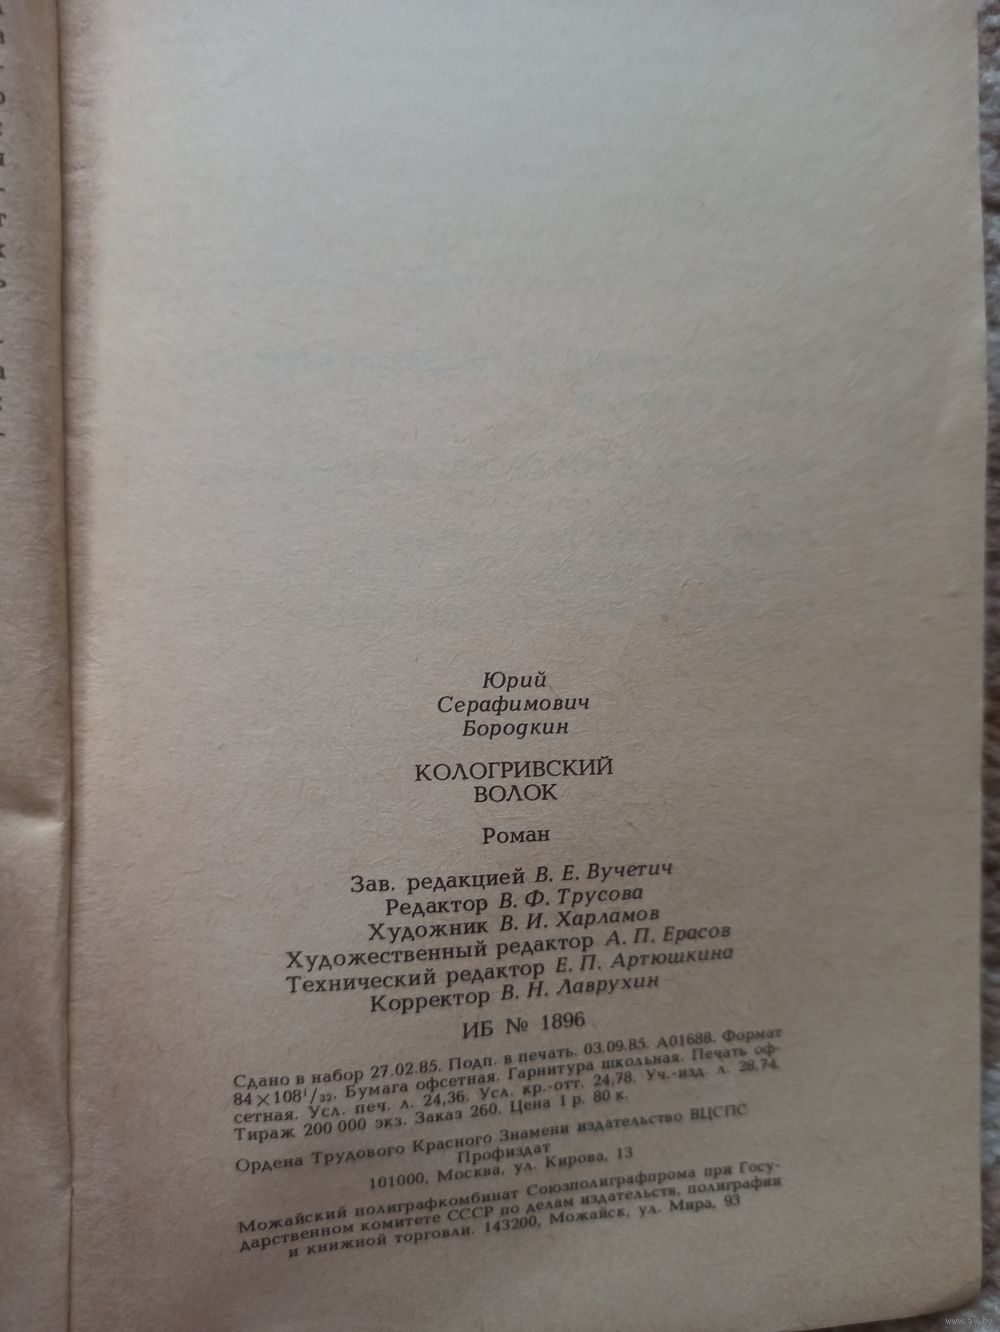 Юрий
Серафимович
Бородкин
КОЛОГРИВСКИЙ
ВОЛОК
Роман
Зав. редакцией В. Е. Вучетич
Редактор В. Ф. Трусова
Художник В. И. Харламов
Художественный редактор А. П. Ерасов
Технический редактор Е. П. Артюшкина
Корректор В. Н. Лаврухин
ИБ № 1896
Сдано в набор 27.02.85. Подп. в печать. 03.09.85. А01688. Формат
84×108¹/₃₂. Бумага офсетная. Гарнитура школьная. Печать оф-
сетная. Усл. печ. л. 24,36. Усл. кр.-отт. 24,78. Уч.-изд. л. 28,74.
Тираж 200 000 экз. Заказ 260. Цена 1 р. 80 к.
Ордена Трудового Красного Знамени издательство ВЦСПС
Профиздат
101000, Москва, ул. Кирова, 13
Можайский полиграфкомбинат Союзполиграфпрома при Госу-
дарственном комитете СССР по делам издательств, полиграфии
и книжной торговли. 143200, Можайск, ул. Мира, 93
www.ay.by